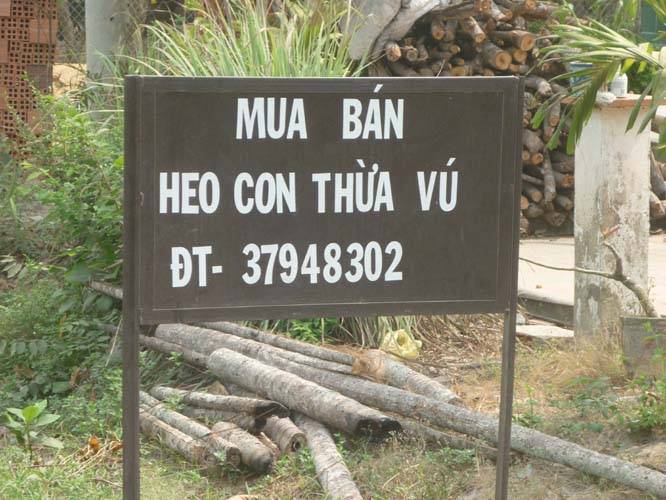 MUA BÁN
HEO CON THỪA VÚ
ĐT- 37948302